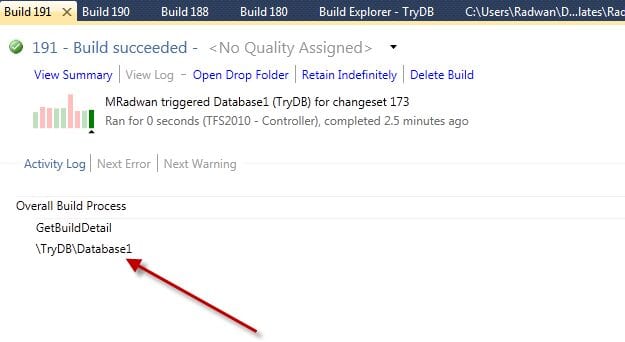 Build 191 X Build 190 Build 188 Build 180 Build Explorer - TryDB C:\Users\Radwan\D...lates\Radwan
191 - Build succeeded - <No Quality Assigned>
View Summary | View Log - Open Drop Folder | Retain Indefinitely | Delete Build
MRadwan triggered Database1 (TryDB) for changeset 173
Ran for 0 seconds (TFS2010 - Controller), completed 2.5 minutes ago
Activity Log | Next Error | Next Warning
Overall Build Process
GetBuildDetail
\TryDB\Database1